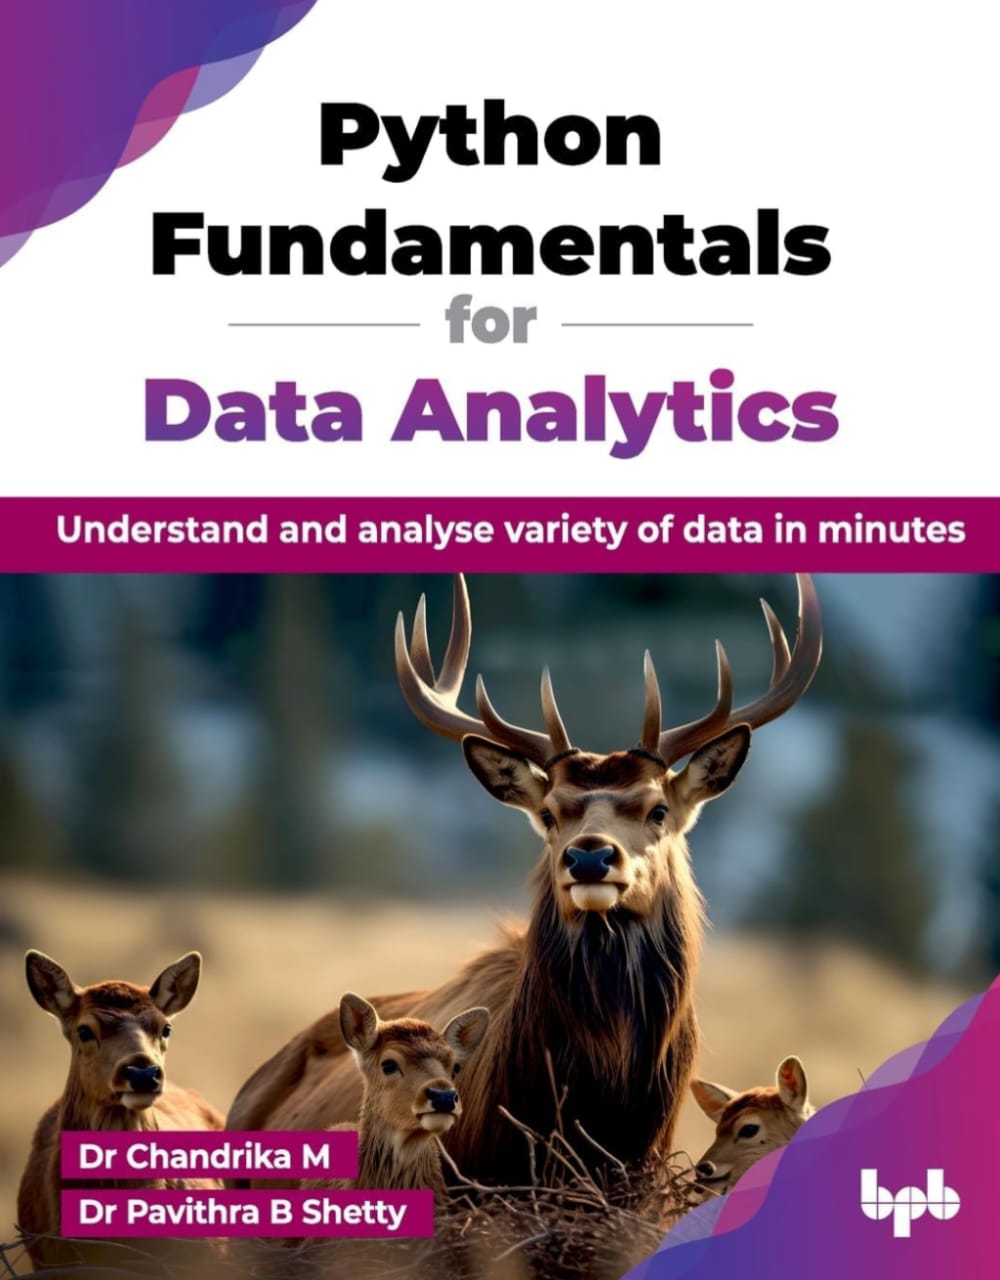 Python
Fundamentals
for
Data Analytics
Understand and analyse variety of data in minutes
Dr Chandrika M
Dr Pavithra B Shetty
bpb